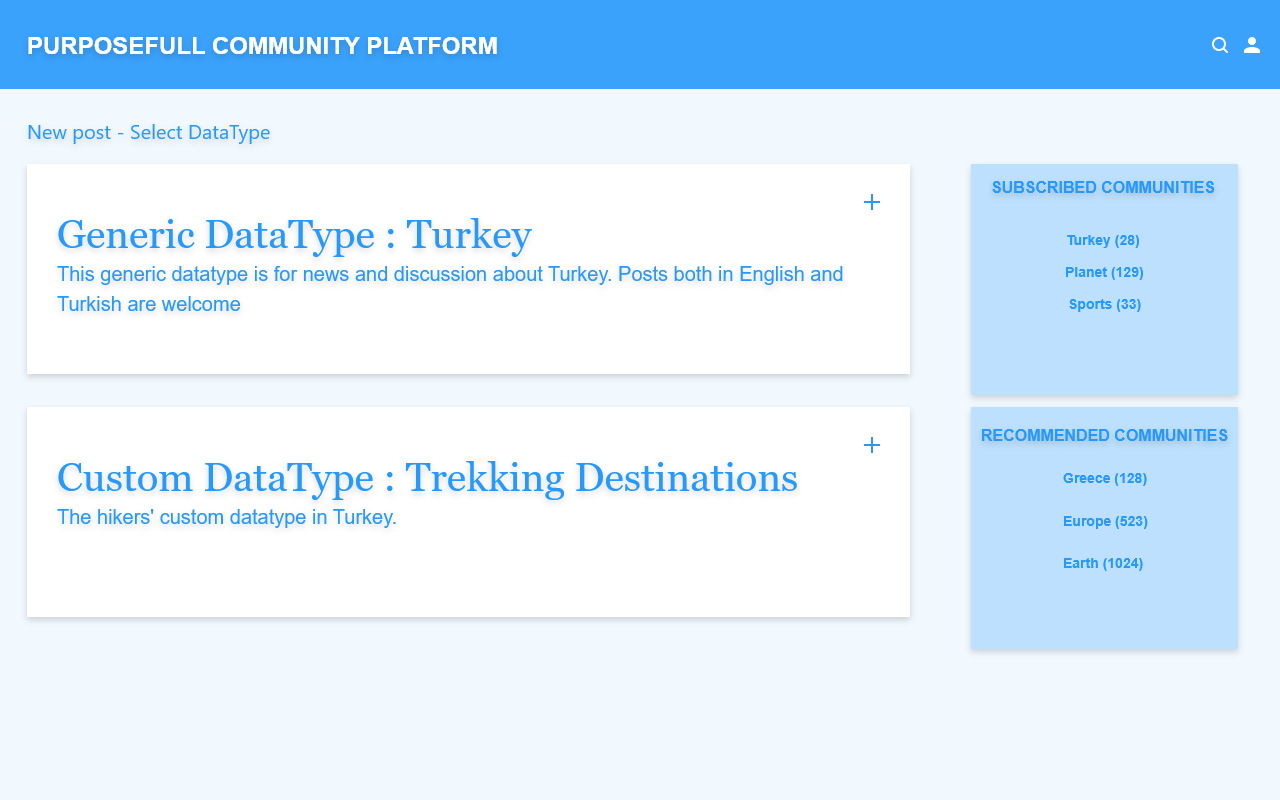 PURPOSEFULL COMMUNITY PLATFORM
New post - Select DataType
Generic DataType : Turkey
This generic datatype is for news and discussion about Turkey. Posts both in English and
Turkish are welcome
Custom DataType : Trekking Destinations
The hikers' custom datatype in Turkey.
SUBSCRIBED COMMUNITIES
Turkey (28)
Planet (129)
Sports (33)
RECOMMENDED COMMUNITIES
Greece (128)
Europe (523)
Earth (1024)